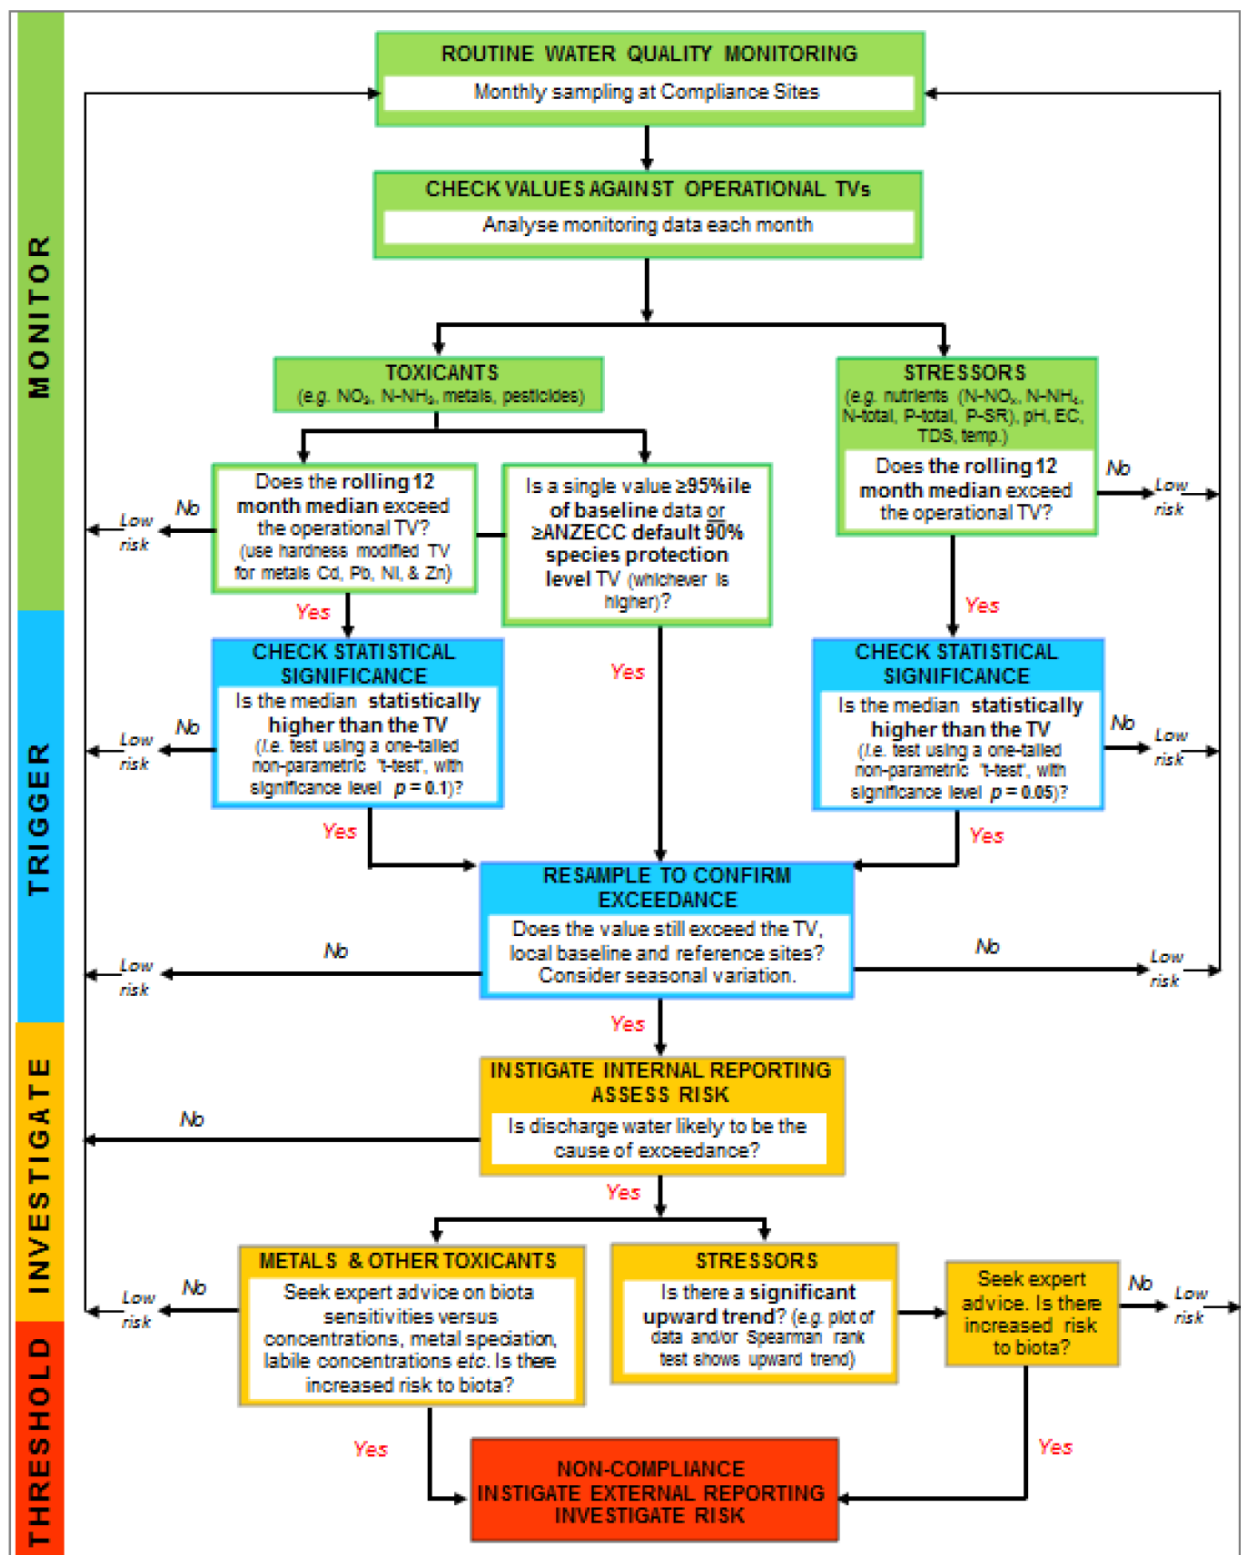 MONITOR
TRIGGER
INVESTIGATE
THRESHOLD
ROUTINE WATER QUALITY MONITORING
Monthly sampling at Compliance Sites
CHECK VALUES AGAINST OPERATIONAL TVs
Analyse monitoring data each month
TOXICANTS
(e.g. NO₃, N-NH₃, metals, pesticides)
STRESSORS
(e.g. nutrients (N-NOₓ, N-NH₄,
N-total, P-total, P-SR), pH, EC,
TDS, temp.)
Does the rolling 12
month median exceed
the operational TV?
(use hardness modified TV
for metals Cd, Pb, Ni, & Zn)
Is a single value ≥95%ile
of baseline data or
≥ANZECC default 90%
species protection
level TV (whichever is
higher)?
Does the rolling 12
month median exceed
the operational TV?
No
Low
risk
No
Low
risk
Yes
Yes
Yes
CHECK STATISTICAL
SIGNIFICANCE
Is the median statistically
higher than the TV
(i.e. test using a one-tailed
non-parametric 't-test', with
significance level p = 0.1)?
CHECK STATISTICAL
SIGNIFICANCE
Is the median statistically
higher than the TV
(i.e. test using a one-tailed
non-parametric 't-test', with
significance level p = 0.05)?
No
Low
risk
No
Low
risk
Yes
Yes
RESAMPLE TO CONFIRM
EXCEEDANCE
Does the value still exceed the TV,
local baseline and reference sites?
Consider seasonal variation.
No
Low
risk
No
Low
risk
Yes
INSTIGATE INTERNAL REPORTING
ASSESS RISK
Is discharge water likely to be the
cause of exceedance?
No
Yes
METALS & OTHER TOXICANTS
Seek expert advice on biota
sensitivities versus
concentrations, metal speciation,
labile concentrations etc. Is there
increased risk to biota?
STRESSORS
Is there a significant
upward trend? (e.g. plot of
data and/or Spearman rank
test shows upward trend)
Seek expert
advice. Is there
increased risk
to biota?
No
Low
risk
No
Low
risk
Yes
Yes
NON-COMPLIANCE
INSTIGATE EXTERNAL REPORTING
INVESTIGATE RISK